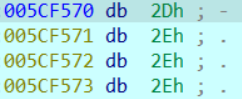 005CF570 db 2Dh ; -
005CF571 db 2Eh ; .
005CF572 db 2Eh ; .
005CF573 db 2Eh ; .